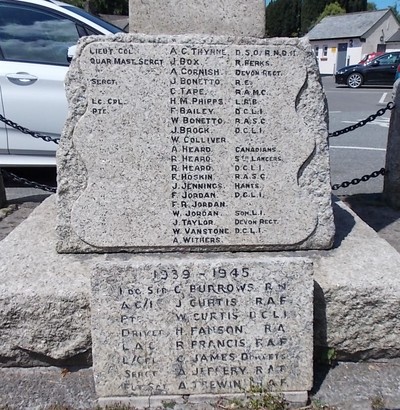 LIEUT COL. A. C. THYNNE. D.S.O. R.N.D.H.
QUAR MAST. SERGT J. BOX. R. BERKS.
A. CORNISH. DEVON REGT.
SERGT. J. BONETTO. R.E.
C. TAPE. R.A.M.C.
LC. CPL. H. M. PHIPPS. L.R.B.
PTE. F. BAILEY. D.C.L.I.
W. BONETTO. R.A.S.C.
J. BROCK. D.C.L.I.
W. COLLIVER.
A. HEARD. CANADIANS.
R. HEARD. 5TH LANCERS.
R. HEARD. D.C.L.I.
F. HOSKIN. R.A.S.C.
J. JENNINGS. HANTS.
F. JORDAN. D.C.L.I.
F. R. JORDAN.
W. JORDAN. SOM. L.I.
J. TAYLOR. DEVON REGT.
W. VANSTONE. D.C.L.I.
A. WITHERS.
1939 - 1945
C. BURROWS R.N.
A C/1 J CURTIS R.A.F.
PTE W CURTIS D.C.L.I
DRIVER H FANSON R.A
L.A.C R FRANCIS R.A.F.
L/CPL C JAMES
SERGT A JEFFERY R.A.F.
A TREWIN R.A.F.